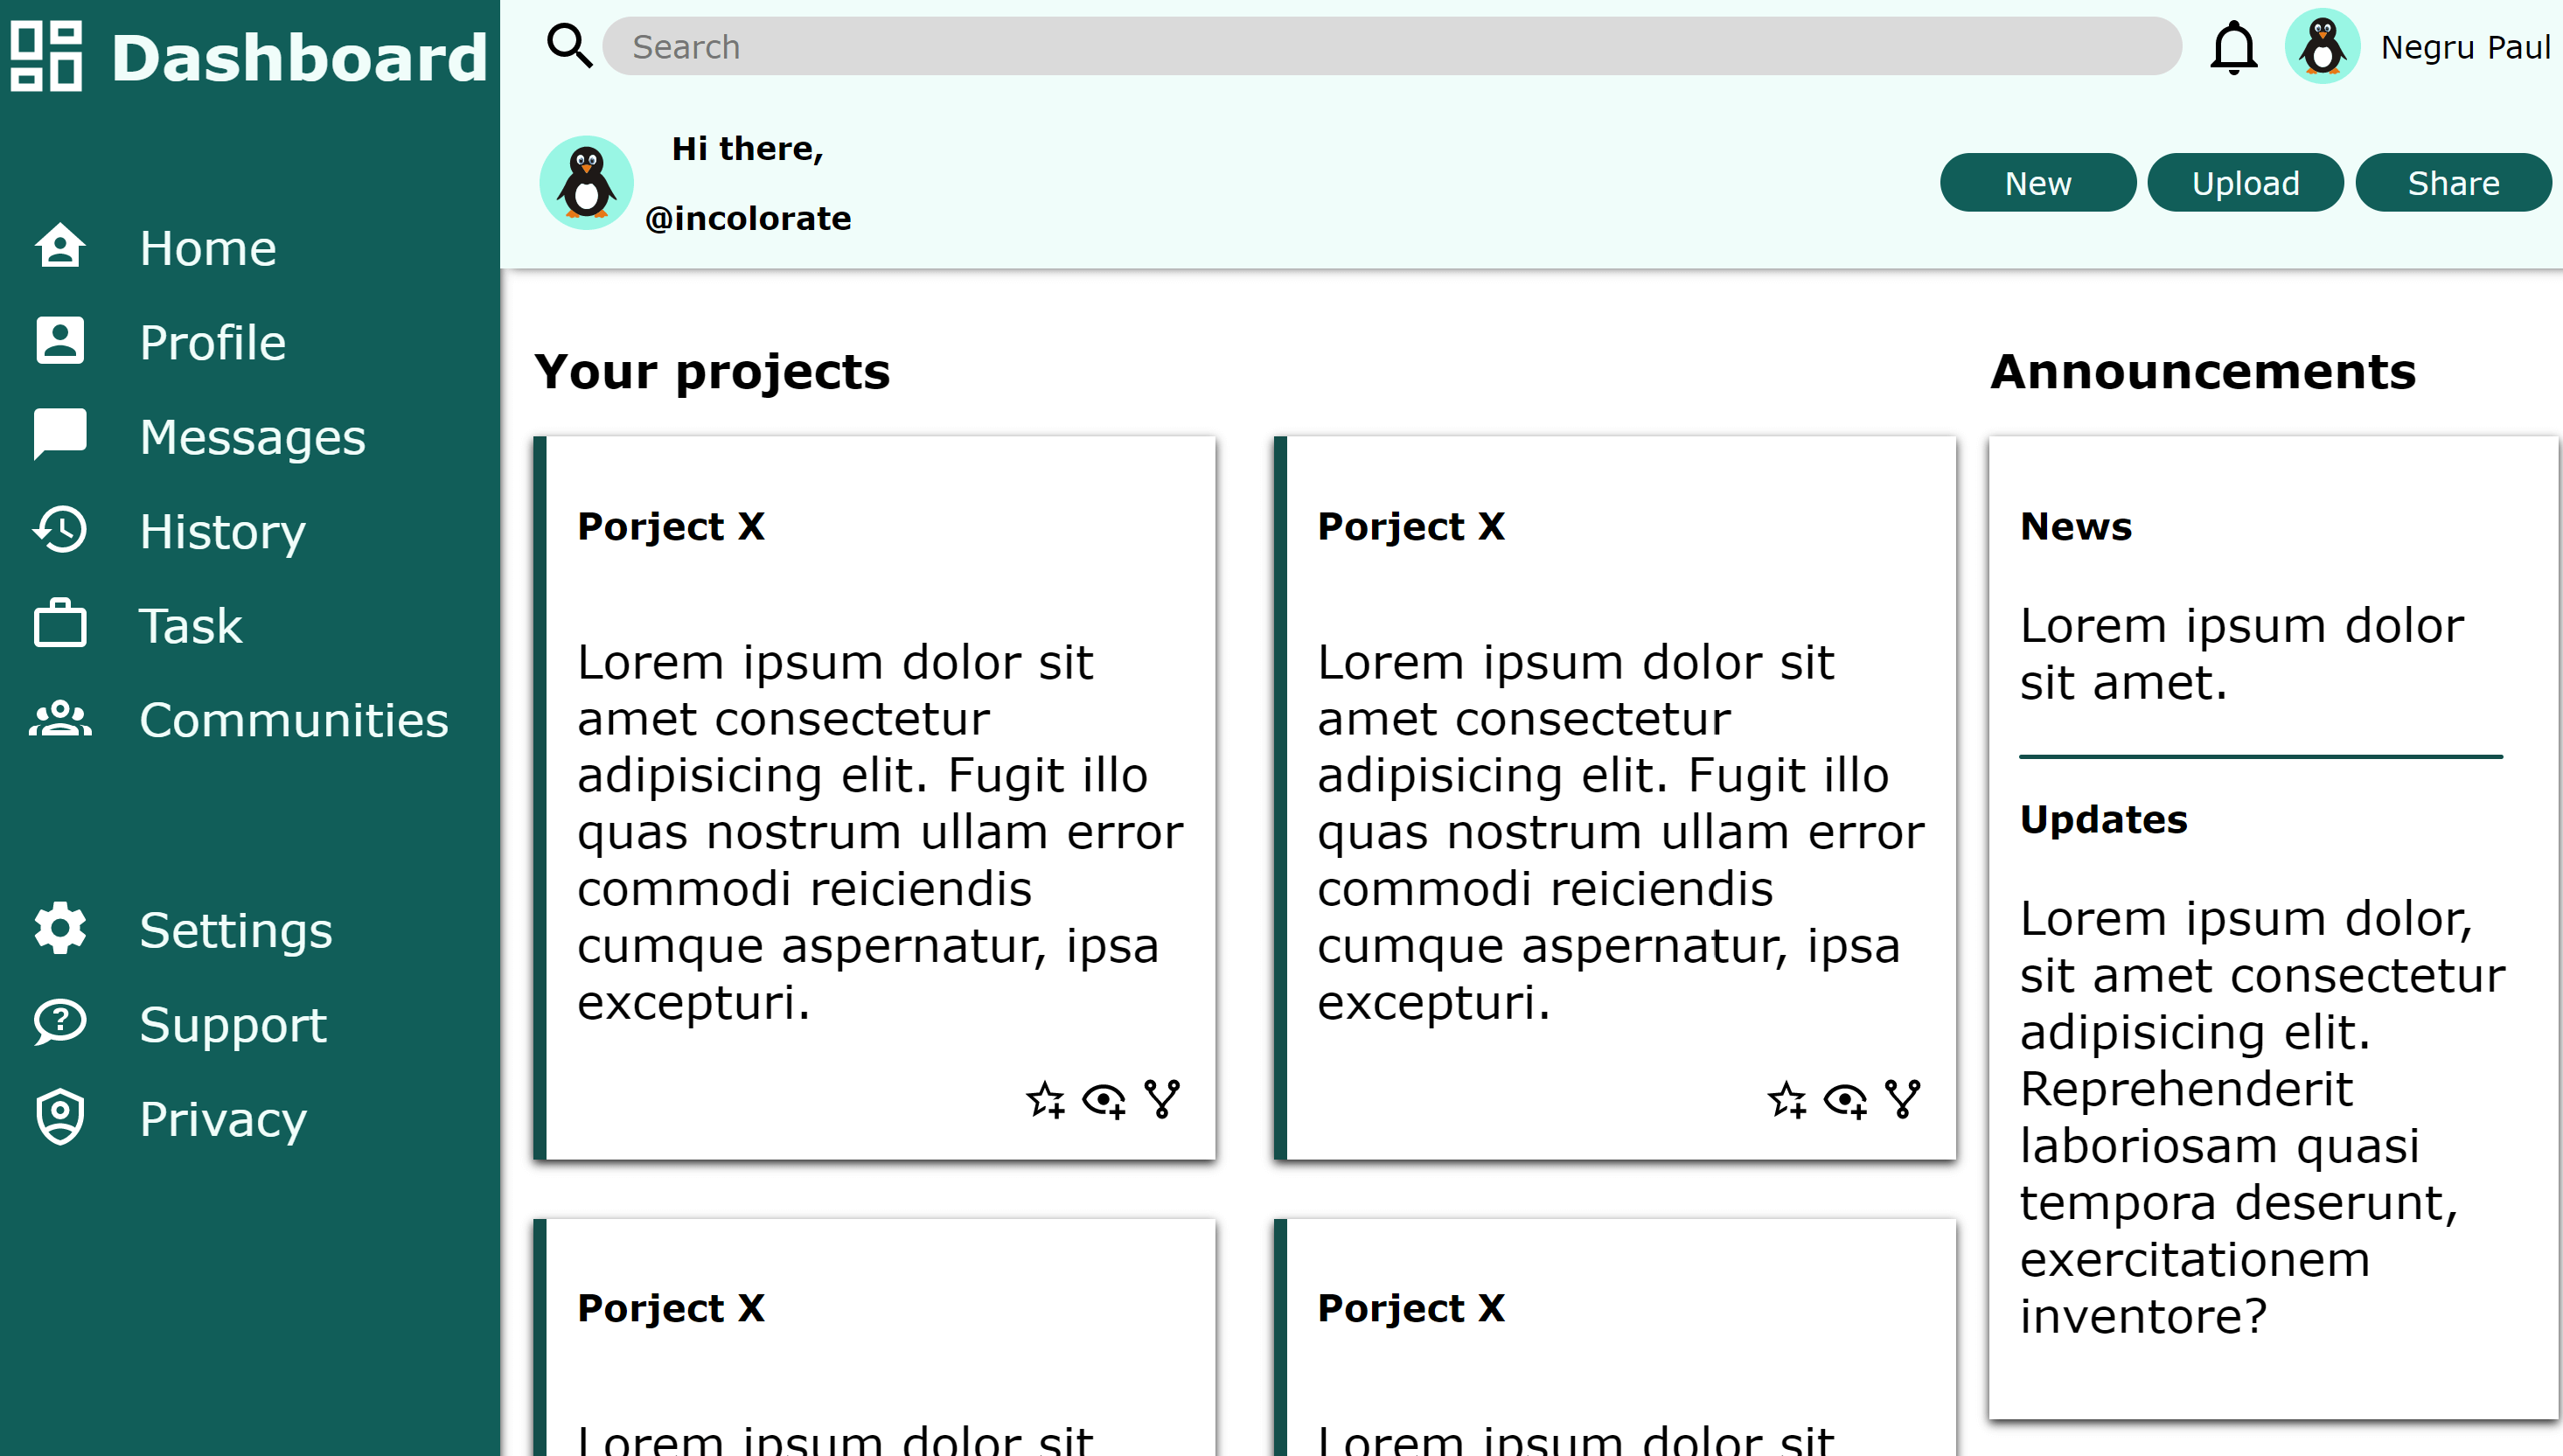 Dashboard
Home
Profile
Messages
History
Task
Communities
Settings
Support
Privacy
Search
Negru Paul
Hi there,
@incolorate
New
Upload
Share
Your projects
Porject X
Lorem ipsum dolor sit
amet consectetur
adipisicing elit. Fugit illo
quas nostrum ullam error
commodi reiciendis
cumque aspernatur, ipsa
excepturi.
Porject X
Lorem ipsum dolor sit
amet consectetur
adipisicing elit. Fugit illo
quas nostrum ullam error
commodi reiciendis
cumque aspernatur, ipsa
excepturi.
Porject X
Lorem ipsum dolor sit
Porject X
Lorem ipsum dolor sit
Announcements
News
Lorem ipsum dolor
sit amet.
Updates
Lorem ipsum dolor,
sit amet consectetur
adipisicing elit.
Reprehenderit
laboriosam quasi
tempora deserunt,
exercitationem
inventore?